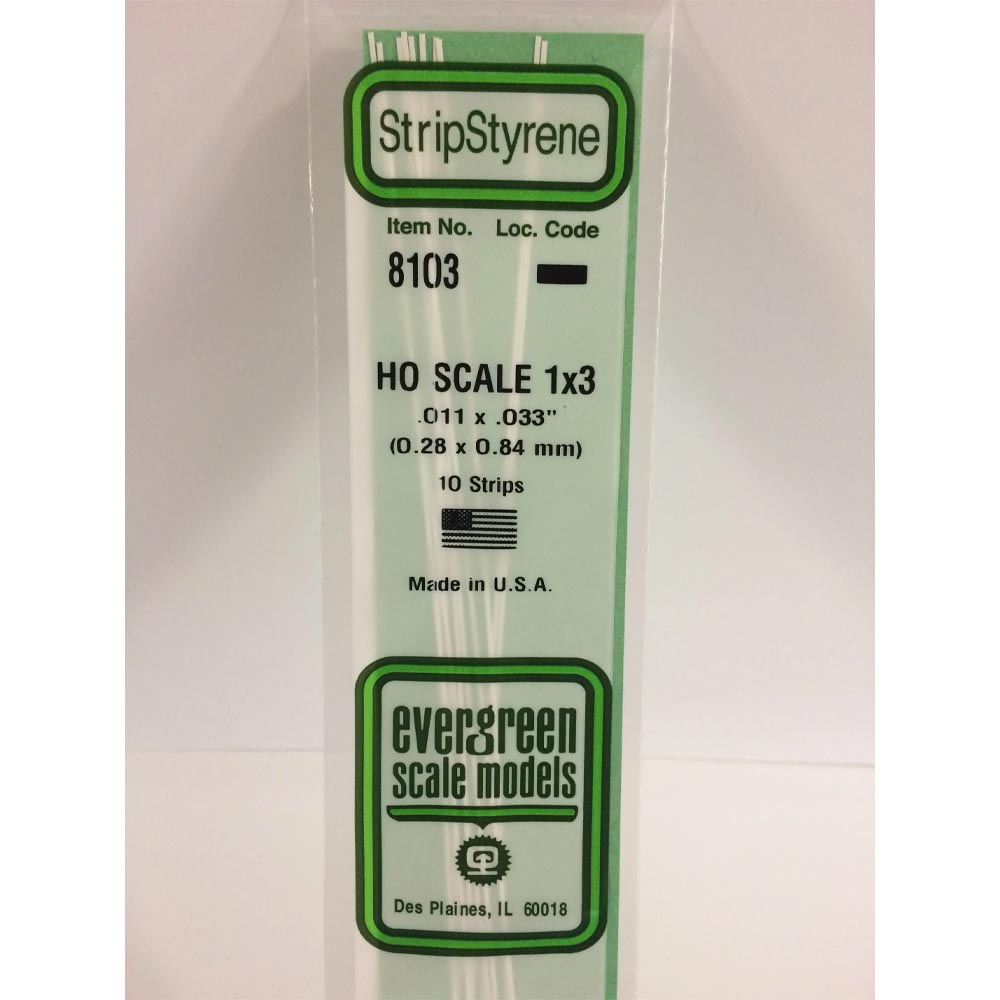 StripStyrene
Item No. Loc. Code
8103
HO SCALE 1x3
.011 x .033"
(0.28 x 0.84 mm)
10 Strips
Made in U.S.A.
evergreen
scale models
Des Plaines, IL 60018